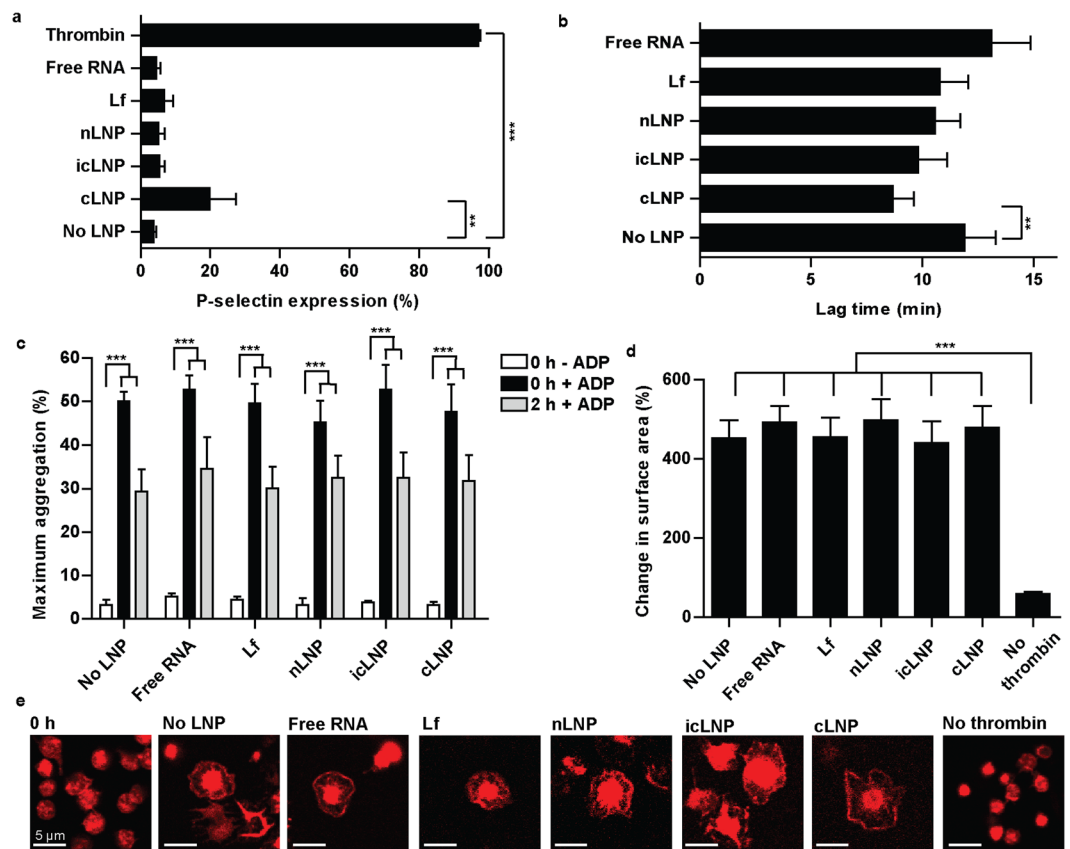 a
Thrombin
Free RNA
Lf
nLNP
icLNP
cLNP
No LNP
***
**
0 20 40 60 80 100
P-selectin expression (%)
b
Free RNA
Lf
nLNP
icLNP
cLNP
No LNP
**
0 5 10 15
Lag time (min)
c
Maximum aggregation (%)
60
50
40
30
20
10
0
*** *** *** *** *** ***
0 h - ADP
0 h + ADP
2 h + ADP
No LNP Free RNA Lf nLNP icLNP cLNP
d
Change in surface area (%)
600
400
200
0
***
No LNP Free RNA Lf nLNP icLNP cLNP No thrombin
e
0 h No LNP Free RNA Lf nLNP icLNP cLNP No thrombin
5 µm